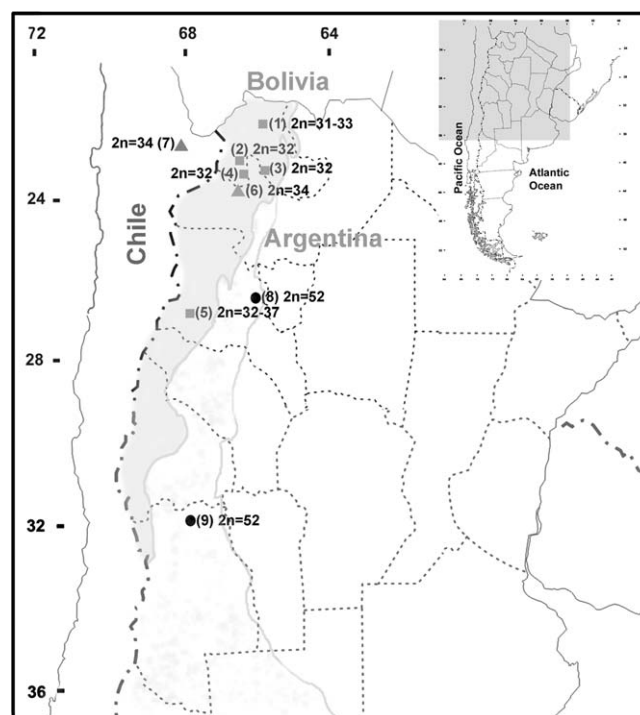 72 68 64
Bolivia
(1) 2n=31-33
2n=34 (7)
(2) 2n=32
(3) 2n=32
2n=32 (4)
(6) 2n=34
24
Chile
Argentina
(8) 2n=52
(5) 2n=32-37
28
32
(9) 2n=52
36
Pacific Ocean
Atlantic
Ocean